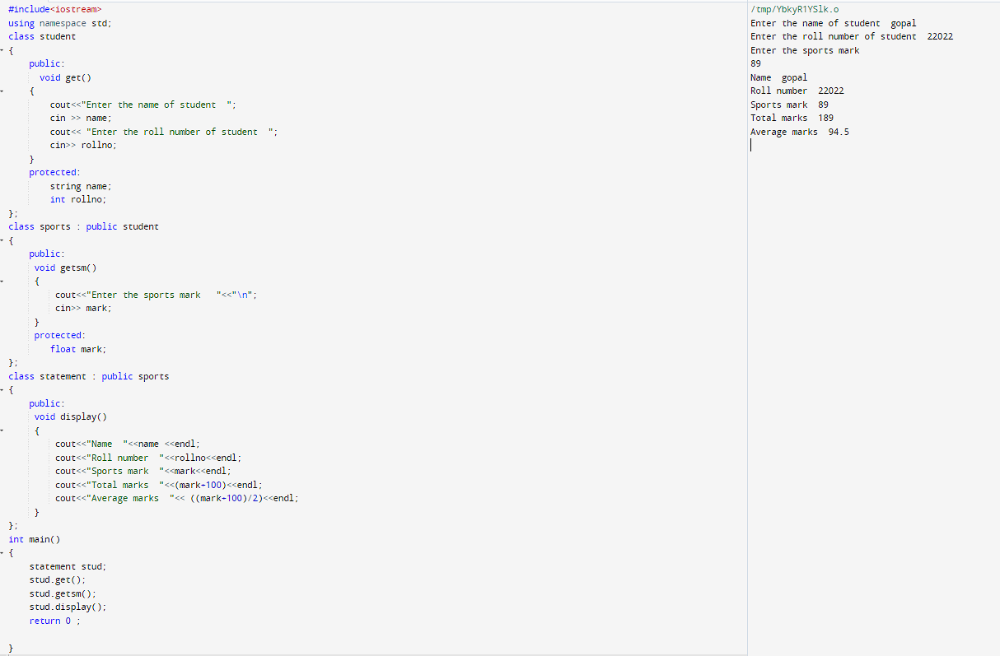 #include<iostream>
using namespace std;
class student
{
    public:
      void get()
    {
        cout<<"Enter the name of student  ";
        cin >> name;
        cout<< "Enter the roll number of student  ";
        cin>> rollno;
    }
    protected:
        string name;
        int rollno;
};
class sports : public student
{
    public:
     void getsm()
     {
         cout<<"Enter the sports mark   "<<"\n";
         cin>> mark;
     }
     protected:
        float mark;
};
class statement : public sports
{
    public:
     void display()
     {
         cout<<"Name  "<<name <<endl;
         cout<<"Roll number  "<<rollno<<endl;
         cout<<"Sports mark  "<<mark<<endl;
         cout<<"Total marks  "<<(mark+100)<<endl;
         cout<<"Average marks  "<< ((mark+100)/2)<<endl;
     }
};
int main()
{
    statement stud;
    stud.get();
    stud.getsm();
    stud.display();
    return 0 ;
}
/tmp/YbkyR1YSlk.o
Enter the name of student  gopal
Enter the roll number of student  22022
Enter the sports mark
89
Name  gopal
Roll number  22022
Sports mark  89
Total marks  189
Average marks  94.5